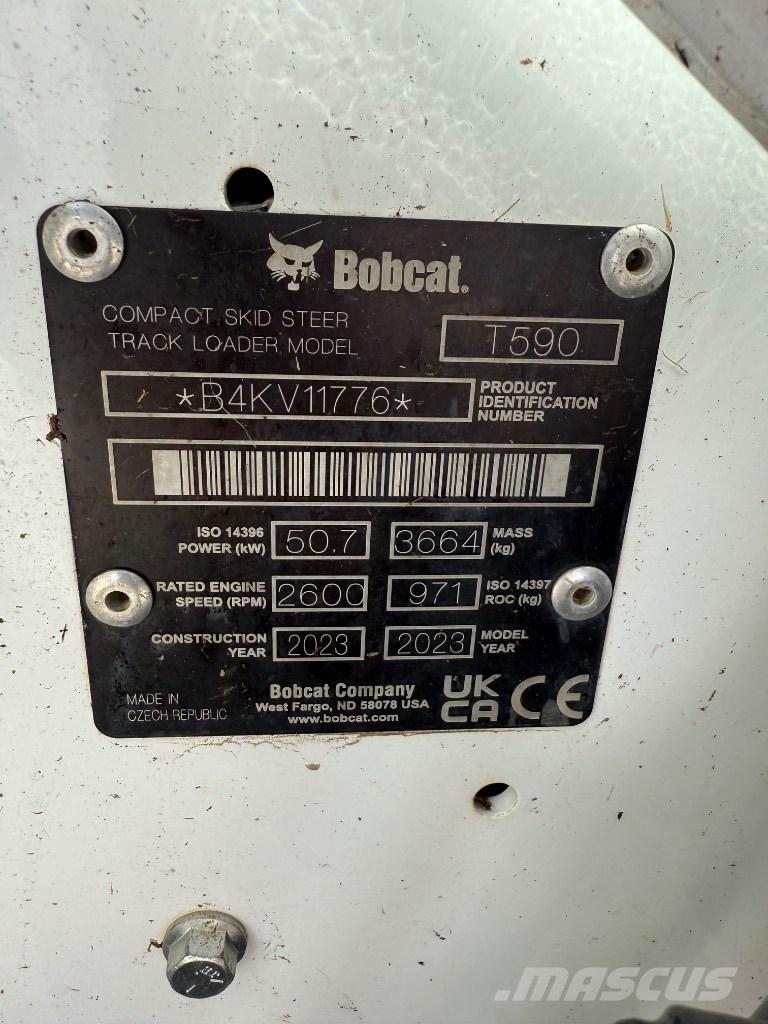 Bobcat®
COMPACT SKID STEER
TRACK LOADER MODEL
T590
*B4KV11776*
PRODUCT
IDENTIFICATION
NUMBER
ISO 14396
POWER (kW)
50.7
3664
MASS
(kg)
RATED ENGINE
SPEED (RPM)
2600
971
ISO 14397
ROC (kg)
CONSTRUCTION
YEAR
2023
2023
MODEL
YEAR
MADE IN
CZECH REPUBLIC
Bobcat Company
West Fargo, ND 58078 USA
www.bobcat.com
UK
CA
CE
MASCUS